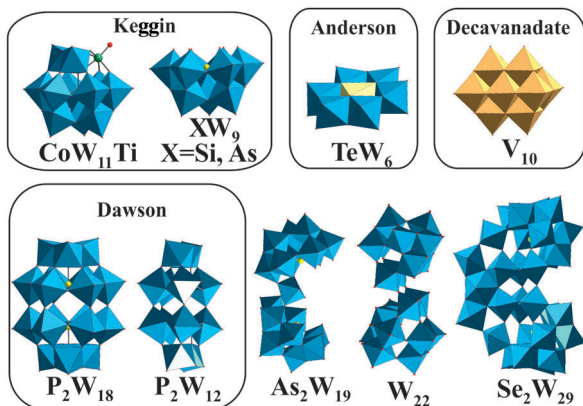 Keggin
CoW₁₁Ti
XW₉
X=Si, As
Anderson
TeW₆
Decavanadate
V₁₀
Dawson
P₂W₁₈
P₂W₁₂
As₂W₁₉
W₂₂
Se₂W₂₉